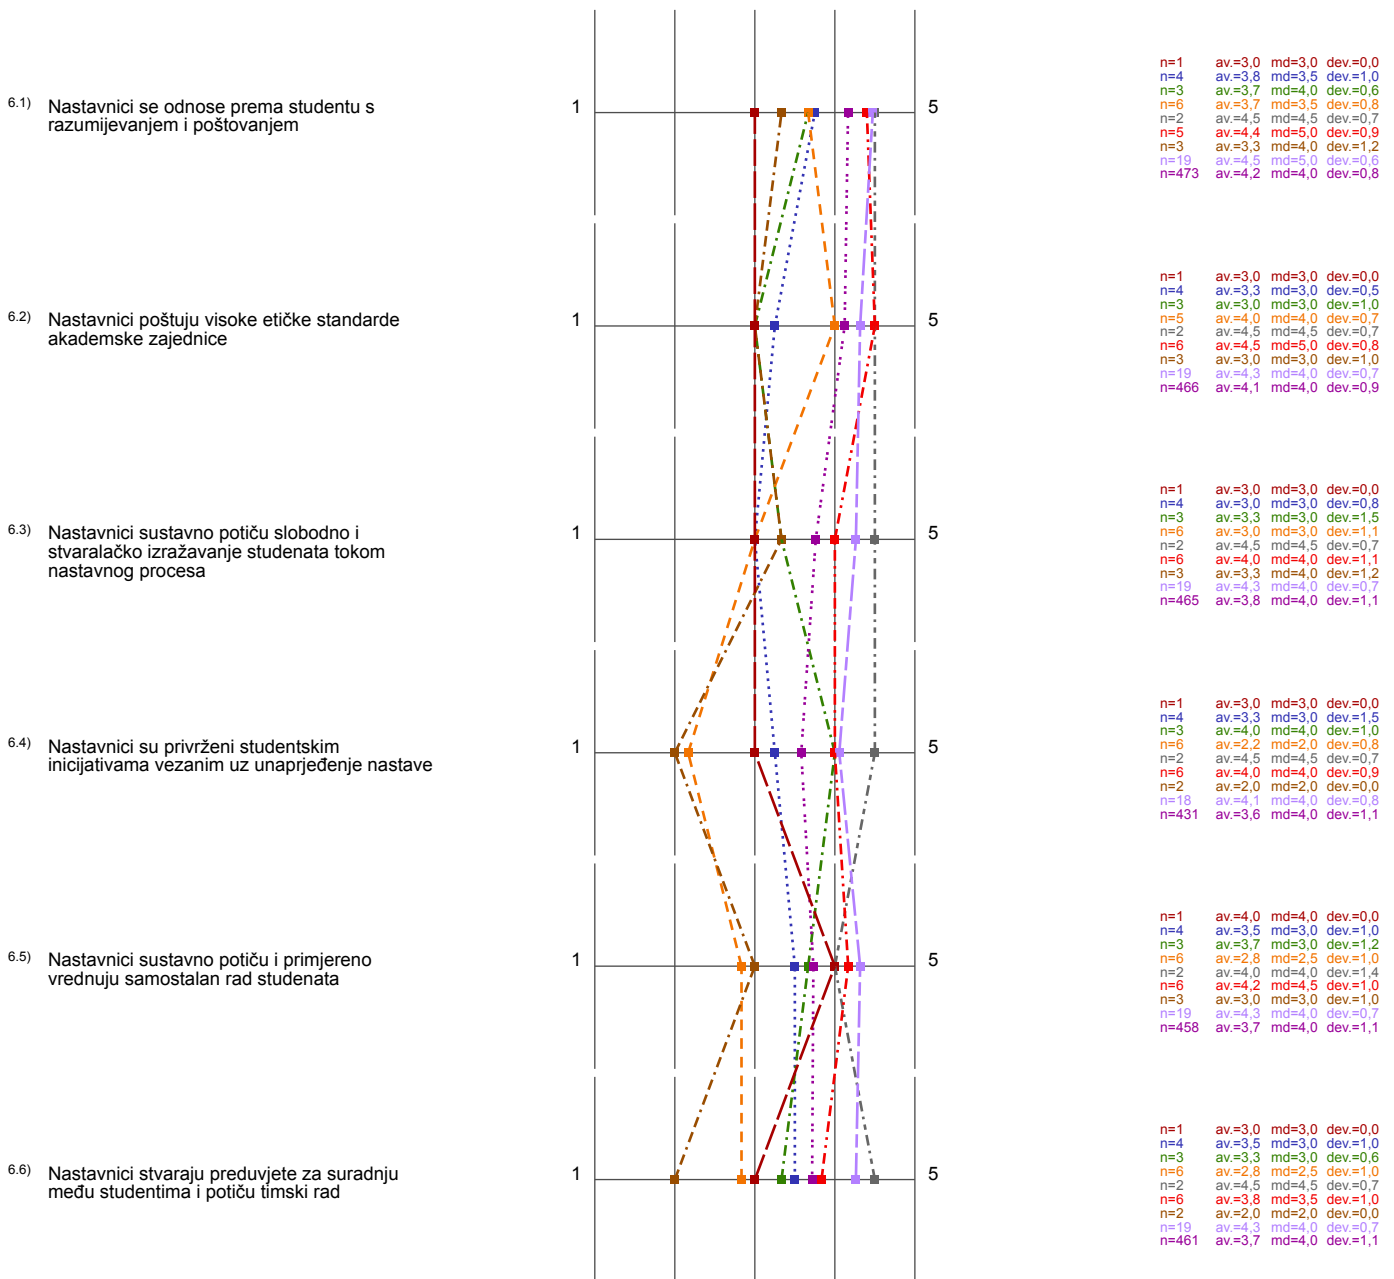 6.1) Nastavnici se odnose prema studentu s
razumijevanjem i poštovanjem
1
5
n=1 av.=3,0 md=3,0 dev.=0,0
n=4 av.=3,8 md=3,5 dev.=1,0
n=3 av.=3,7 md=4,0 dev.=0,6
n=6 av.=3,7 md=3,5 dev.=0,8
n=2 av.=4,5 md=4,5 dev.=0,7
n=5 av.=4,4 md=5,0 dev.=0,9
n=3 av.=3,3 md=4,0 dev.=1,2
n=19 av.=4,5 md=5,0 dev.=0,6
n=473 av.=4,2 md=4,0 dev.=0,8
6.2) Nastavnici poštuju visoke etičke standarde
akademske zajednice
1
5
n=1 av.=3,0 md=3,0 dev.=0,0
n=4 av.=3,3 md=3,0 dev.=0,5
n=3 av.=3,0 md=3,0 dev.=1,0
n=5 av.=4,0 md=4,0 dev.=0,7
n=2 av.=4,5 md=4,5 dev.=0,7
n=6 av.=4,5 md=5,0 dev.=0,8
n=3 av.=3,0 md=3,0 dev.=1,0
n=19 av.=4,3 md=4,0 dev.=0,7
n=466 av.=4,1 md=4,0 dev.=0,9
6.3) Nastavnici sustavno potiču slobodno i
stvaralačko izražavanje studenata tokom
nastavnog procesa
1
5
n=1 av.=3,0 md=3,0 dev.=0,0
n=4 av.=3,0 md=3,0 dev.=0,8
n=3 av.=3,3 md=3,0 dev.=1,5
n=6 av.=3,0 md=3,0 dev.=1,1
n=2 av.=4,5 md=4,5 dev.=0,7
n=6 av.=4,0 md=4,0 dev.=1,1
n=3 av.=3,3 md=4,0 dev.=1,2
n=19 av.=4,3 md=4,0 dev.=0,7
n=465 av.=3,8 md=4,0 dev.=1,1
6.4) Nastavnici su privrženi studentskim
inicijativama vezanim uz unaprjeđenje nastave
1
5
n=1 av.=3,0 md=3,0 dev.=0,0
n=4 av.=3,3 md=3,0 dev.=1,5
n=3 av.=4,0 md=4,0 dev.=1,0
n=6 av.=2,2 md=2,0 dev.=0,8
n=2 av.=4,5 md=4,5 dev.=0,7
n=6 av.=4,0 md=4,0 dev.=0,9
n=2 av.=2,0 md=2,0 dev.=0,0
n=18 av.=4,1 md=4,0 dev.=0,8
n=431 av.=3,6 md=4,0 dev.=1,1
6.5) Nastavnici sustavno potiču i primjereno
vrednuju samostalan rad studenata
1
5
n=1 av.=4,0 md=4,0 dev.=0,0
n=4 av.=3,5 md=3,0 dev.=1,0
n=3 av.=3,7 md=3,0 dev.=1,2
n=6 av.=2,8 md=2,5 dev.=1,0
n=2 av.=4,0 md=4,0 dev.=1,4
n=6 av.=4,2 md=4,5 dev.=1,0
n=3 av.=3,0 md=3,0 dev.=1,0
n=19 av.=4,3 md=4,0 dev.=0,7
n=458 av.=3,7 md=4,0 dev.=1,1
6.6) Nastavnici stvaraju preduvjete za suradnju
među studentima i potiču timski rad
1
5
n=1 av.=3,0 md=3,0 dev.=0,0
n=4 av.=3,5 md=3,0 dev.=1,0
n=3 av.=3,3 md=3,0 dev.=0,6
n=6 av.=2,8 md=2,5 dev.=1,0
n=2 av.=4,5 md=4,5 dev.=0,7
n=6 av.=3,8 md=3,5 dev.=1,0
n=2 av.=2,0 md=2,0 dev.=0,0
n=19 av.=4,3 md=4,0 dev.=0,7
n=461 av.=3,7 md=4,0 dev.=1,1